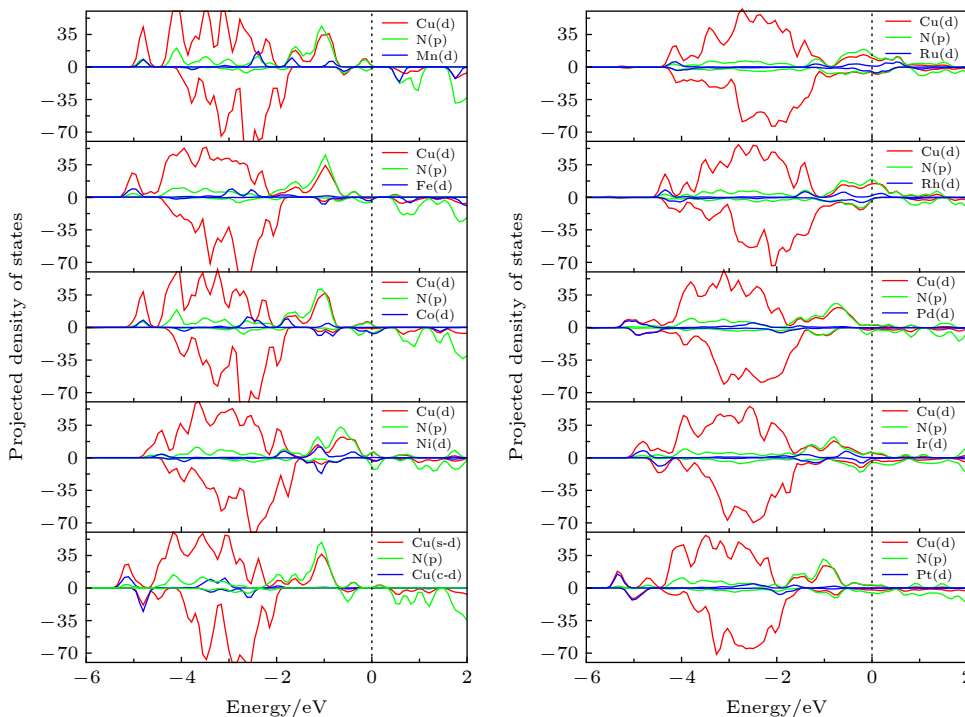 Projected density of states
35
0
−35
−70
Cu(d)
N(p)
Mn(d)
35
0
−35
−70
Cu(d)
N(p)
Fe(d)
35
0
−35
−70
Cu(d)
N(p)
Co(d)
35
0
−35
−70
Cu(d)
N(p)
Ni(d)
35
0
−35
−70
Cu(s-d)
N(p)
Cu(c-d)
−6 −4 −2 0 2
Energy/eV
Projected density of states
35
0
−35
−70
Cu(d)
N(p)
Ru(d)
35
0
−35
−70
Cu(d)
N(p)
Rh(d)
35
0
−35
−70
Cu(d)
N(p)
Pd(d)
35
0
−35
−70
Cu(d)
N(p)
Ir(d)
35
0
−35
−70
Cu(d)
N(p)
Pt(d)
−6 −4 −2 0 2
Energy/eV